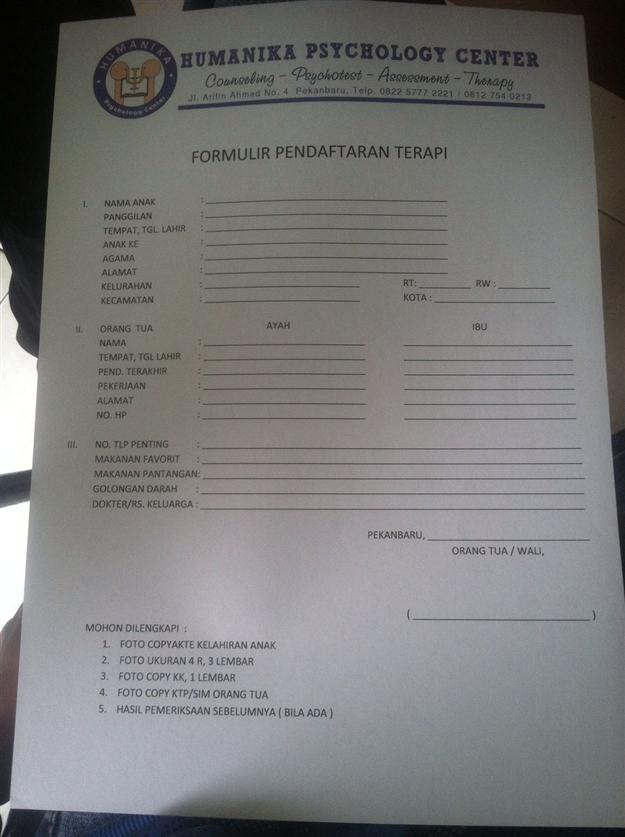 HUMANIKA
Psychology Center
HUMANIKA PSYCHOLOGY CENTER
Counseling - Psychotest - Assessment - Therapy
Jl. Arifin Ahmad No. 4 Pekanbaru, Telp. 0822 5777 2221 / 0812 754 0213
FORMULIR PENDAFTARAN TERAPI
I. NAMA ANAK :
PANGGILAN :
TEMPAT, TGL. LAHIR :
ANAK KE :
AGAMA :
ALAMAT :
KELURAHAN : RT: RW :
KECAMATAN : KOTA :
II. ORANG TUA AYAH IBU
NAMA :
TEMPAT, TGL LAHIR :
PEND. TERAKHIR :
PEKERJAAN :
ALAMAT :
NO. HP :
III. NO. TLP PENTING :
MAKANAN FAVORIT :
MAKANAN PANTANGAN:
GOLONGAN DARAH :
DOKTER/RS. KELUARGA :
PEKANBARU,
ORANG TUA / WALI,
( )
MOHON DILENGKAPI :
1. FOTO COPYAKTE KELAHIRAN ANAK
2. FOTO UKURAN 4 R, 3 LEMBAR
3. FOTO COPY KK, 1 LEMBAR
4. FOTO COPY KTP/SIM ORANG TUA
5. HASIL PEMERIKSAAN SEBELUMNYA ( BILA ADA )